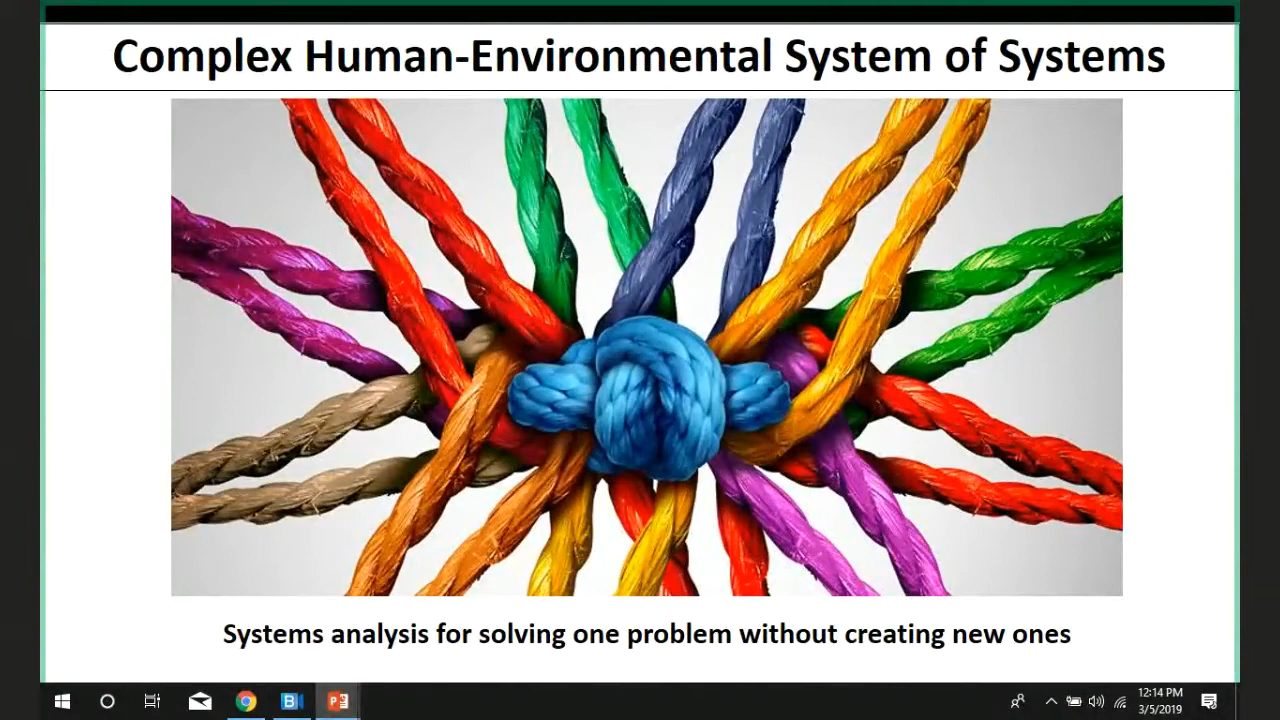 Complex Human-Environmental System of Systems
Systems analysis for solving one problem without creating new ones
B
P
12:14 PM
3/5/2019